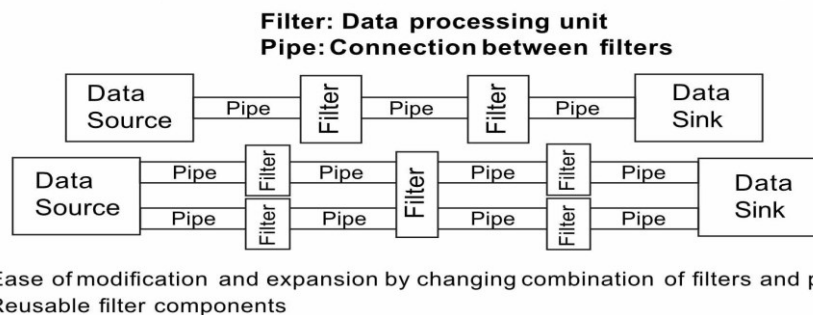 Filter: Data processing unit
Pipe: Connection between filters
Data
Source
Pipe
Filter
Pipe
Filter
Pipe
Data
Sink
Data
Source
Pipe
Filter
Pipe
Filter
Pipe
Filter
Pipe
Data
Sink
Pipe
Filter
Pipe
Pipe
Filter
Pipe
Ease of modification and expansion by changing combination of filters and
Reusable filter components